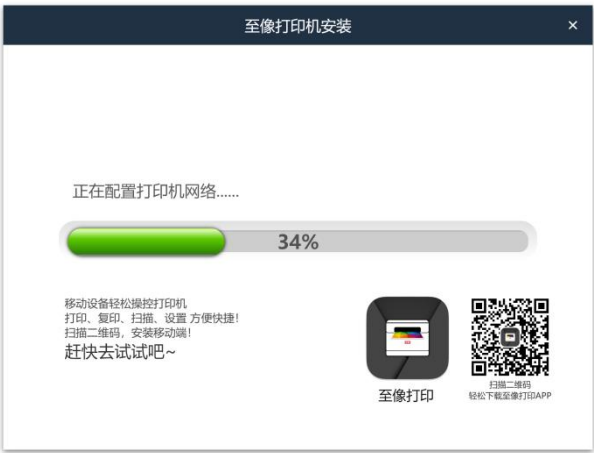 至像打印机安装
×
正在配置打印机网络......
34%
移动设备轻松操控打印机
打印、复印、扫描、设置 方便快捷!
扫描二维码，安装移动端!
赶快去试试吧~
至像打印
扫描二维码
轻松下载至像打印APP